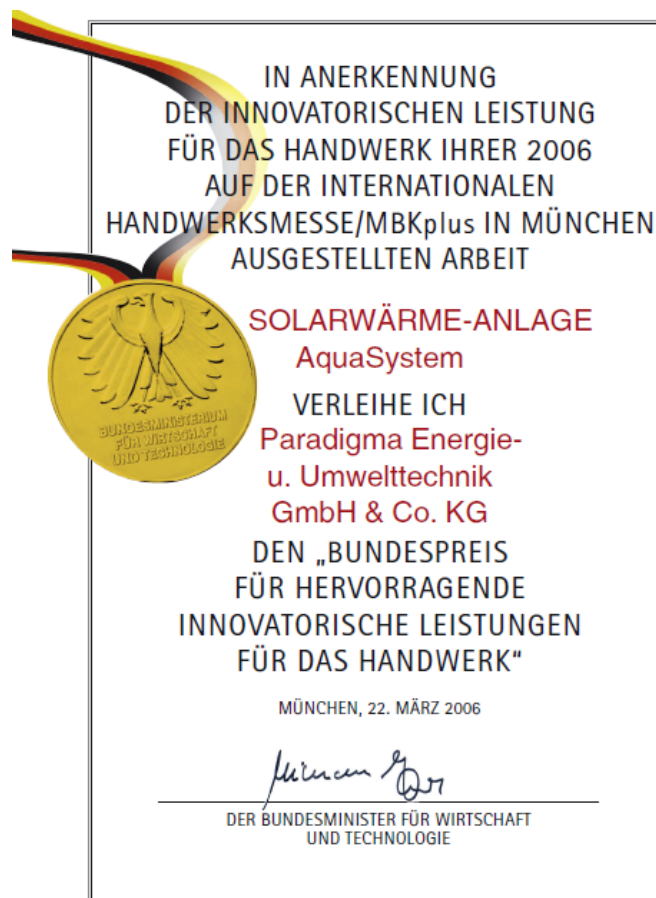 IN ANERKENNUNG
DER INNOVATORISCHEN LEISTUNG
FÜR DAS HANDWERK IHRER 2006
AUF DER INTERNATIONALEN
HANDWERKSMESSE/MBKplus IN MÜNCHEN
AUSGESTELLTEN ARBEIT
SOLARWÄRME-ANLAGE
AquaSystem
BUNDESMINISTERIUM
FÜR WIRTSCHAFT
UND TECHNOLOGIE
VERLEIHE ICH
Paradigma Energie-
u. Umwelttechnik
GmbH & Co. KG
DEN „BUNDESPREIS
FÜR HERVORRAGENDE
INNOVATORISCHE LEISTUNGEN
FÜR DAS HANDWERK“
MÜNCHEN, 22. MÄRZ 2006
DER BUNDESMINISTER FÜR WIRTSCHAFT
UND TECHNOLOGIE